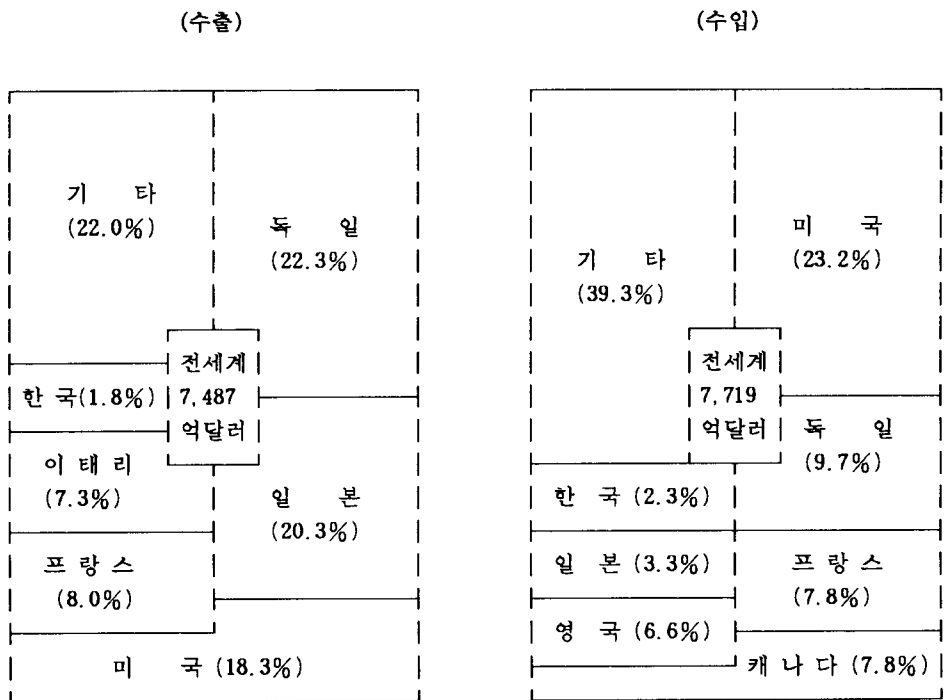 (수출)
기 타
(22.0%)
독 일
(22.3%)
전세계
7,487
억달러
한 국(1.8%)
이 태 리
(7.3%)
일 본
(20.3%)
프 랑 스
(8.0%)
미 국 (18.3%)
(수입)
미 국
(23.2%)
기 타
(39.3%)
전세계
7,719
억달러
독 일
(9.7%)
한 국 (2.3%)
일 본 (3.3%)
프 랑 스
(7.8%)
영 국 (6.6%)
캐 나 다 (7.8%)